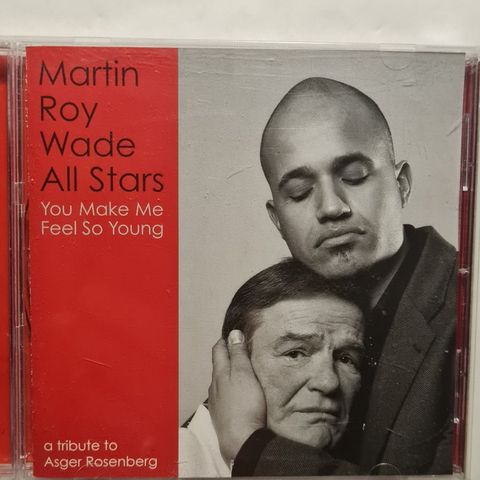 Martin
Roy
Wade
All Stars
You Make Me
Feel So Young
a tribute to
Asger Rosenberg